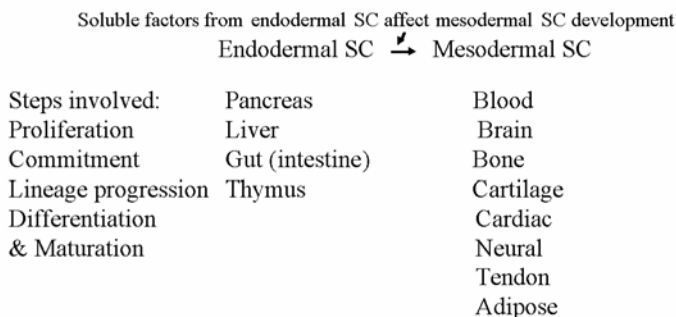 Soluble factors from endodermal SC affect mesodermal SC development
Endodermal SC → Mesodermal SC
Steps involved: Pancreas Blood
Proliferation Liver Brain
Commitment Gut (intestine) Bone
Lineage progression Thymus Cartilage
Differentiation Cardiac
& Maturation Neural
Tendon
Adipose